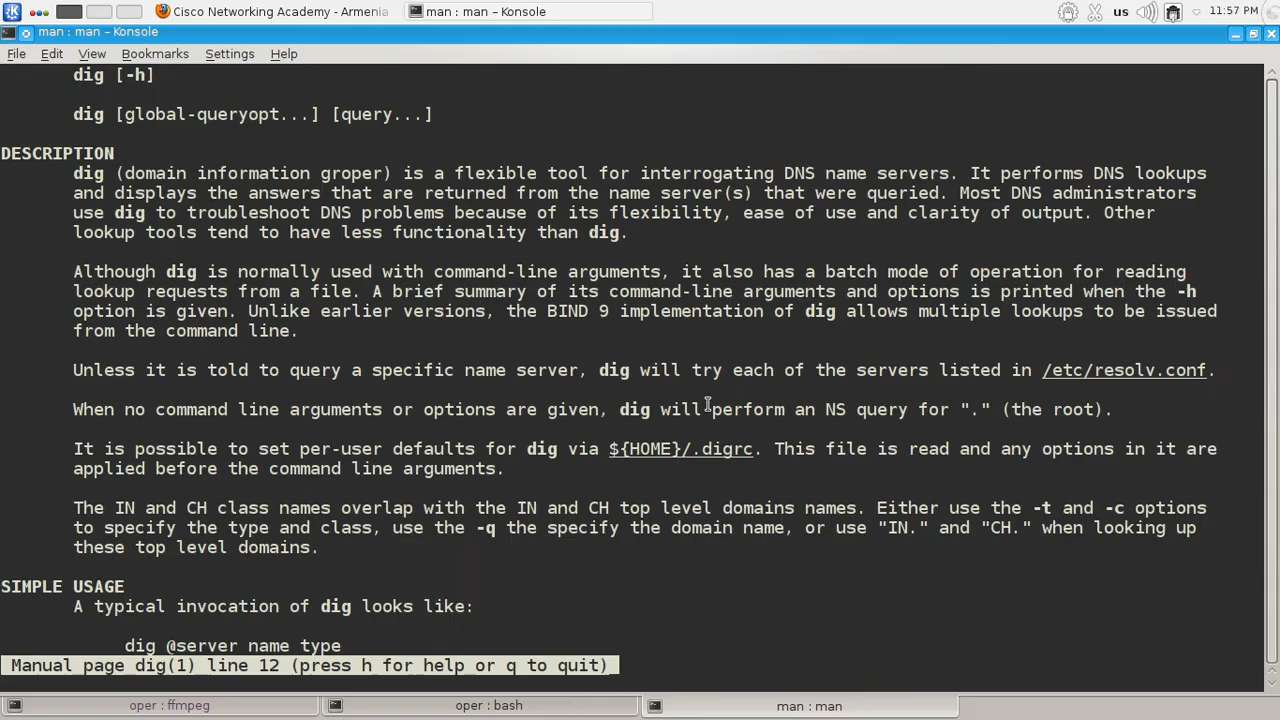 Cisco Networking Academy - Armenia
man : man – Konsole
us
11:57 PM
man : man – Konsole
File Edit View Bookmarks Settings Help
dig [-h]
dig [global-queryopt...] [query...]
DESCRIPTION
dig (domain information groper) is a flexible tool for interrogating DNS name servers. It performs DNS lookups
and displays the answers that are returned from the name server(s) that were queried. Most DNS administrators
use dig to troubleshoot DNS problems because of its flexibility, ease of use and clarity of output. Other
lookup tools tend to have less functionality than dig.
Although dig is normally used with command-line arguments, it also has a batch mode of operation for reading
lookup requests from a file. A brief summary of its command-line arguments and options is printed when the -h
option is given. Unlike earlier versions, the BIND 9 implementation of dig allows multiple lookups to be issued
from the command line.
Unless it is told to query a specific name server, dig will try each of the servers listed in /etc/resolv.conf.
When no command line arguments or options are given, dig will perform an NS query for "." (the root).
It is possible to set per-user defaults for dig via ${HOME}/.digrc. This file is read and any options in it are
applied before the command line arguments.
The IN and CH class names overlap with the IN and CH top level domains names. Either use the -t and -c options
to specify the type and class, use the -q the specify the domain name, or use "IN." and "CH." when looking up
these top level domains.
SIMPLE USAGE
A typical invocation of dig looks like:
dig @server name type
Manual page dig(1) line 12 (press h for help or q to quit)
oper : ffmpeg
oper : bash
man : man